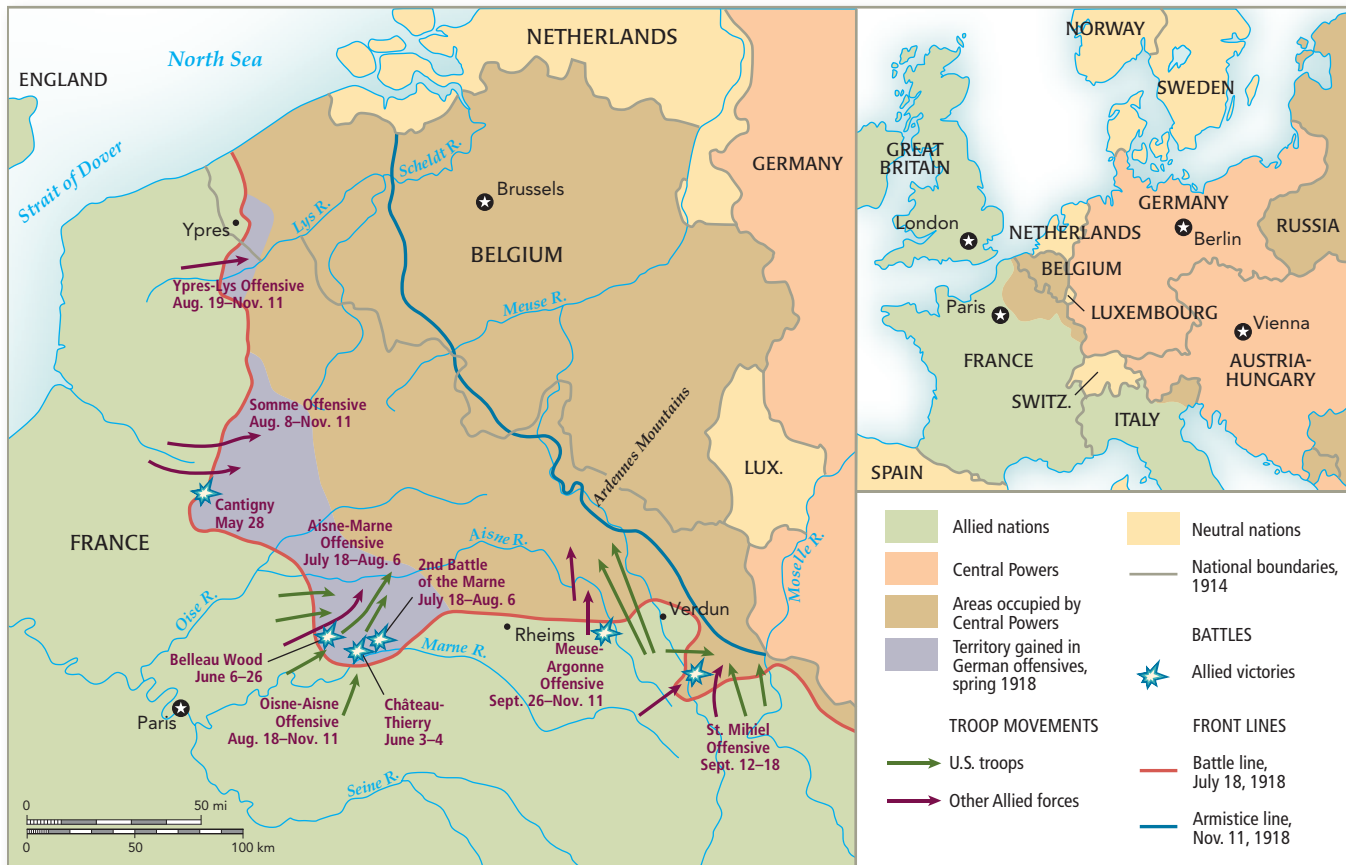 North Sea
ENGLAND
Strait of Dover
NETHERLANDS
GERMANY
Scheldt R.
Brussels
Lys R.
Ypres
BELGIUM
Ypres-Lys Offensive
Aug. 19–Nov. 11
Meuse R.
Somme Offensive
Aug. 8–Nov. 11
Ardennes Mountains
LUX.
Cantigny
May 28
FRANCE
Aisne-Marne
Offensive
July 18–Aug. 6
Aisne R.
2nd Battle
of the Marne
July 18–Aug. 6
Moselle R.
Oise R.
Verdun
Rheims
Marne R.
Belleau Wood
June 6–26
Meuse-
Argonne
Offensive
Sept. 26–Nov. 11
Paris
Oisne-Aisne
Offensive
Aug. 18–Nov. 11
Château-
Thierry
June 3–4
St. Mihiel
Offensive
Sept. 12–18
Seine R.
0 50 mi
0 50 100 km
NORWAY
SWEDEN
GREAT
BRITAIN
GERMANY
London
NETHERLANDS
Berlin
RUSSIA
BELGIUM
Paris
LUXEMBOURG
Vienna
FRANCE
AUSTRIA-
HUNGARY
SWITZ.
ITALY
SPAIN
Allied nations
Central Powers
Areas occupied by
Central Powers
Territory gained in
German offensives,
spring 1918
TROOP MOVEMENTS
U.S. troops
Other Allied forces
Neutral nations
National boundaries,
1914
BATTLES
Allied victories
FRONT LINES
Battle line,
July 18, 1918
Armistice line,
Nov. 11, 1918